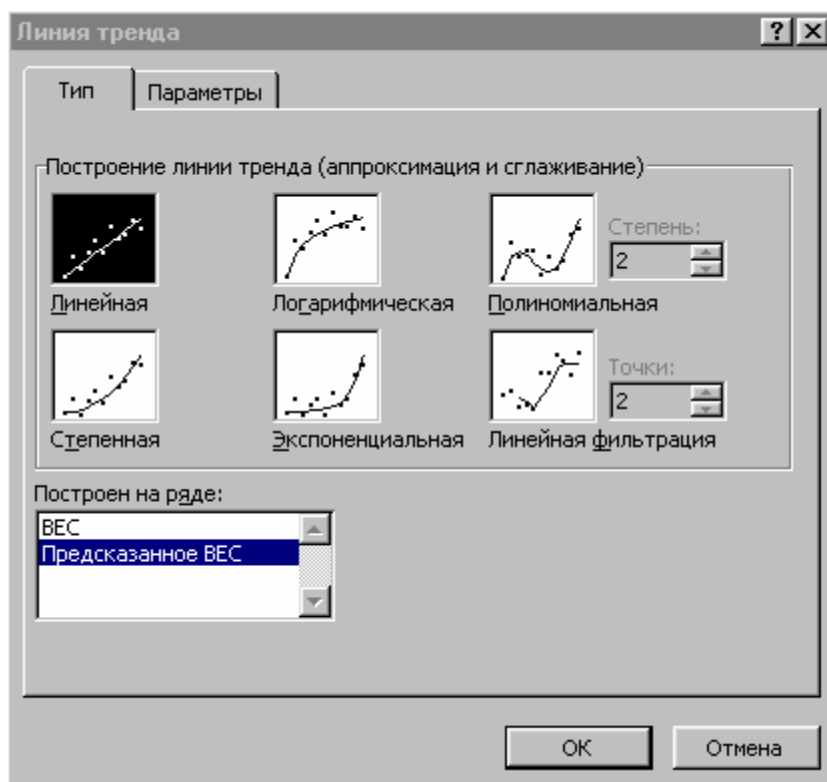 Линия тренда
Тип
Параметры
Построение линии тренда (аппроксимация и сглаживание)
Степень:
2
Линейная
Логарифмическая
Полиномиальная
Точки:
2
Степенная
Экспоненциальная
Линейная фильтрация
Построен на ряде:
ВЕС
Предсказанное ВЕС
ОК
Отмена